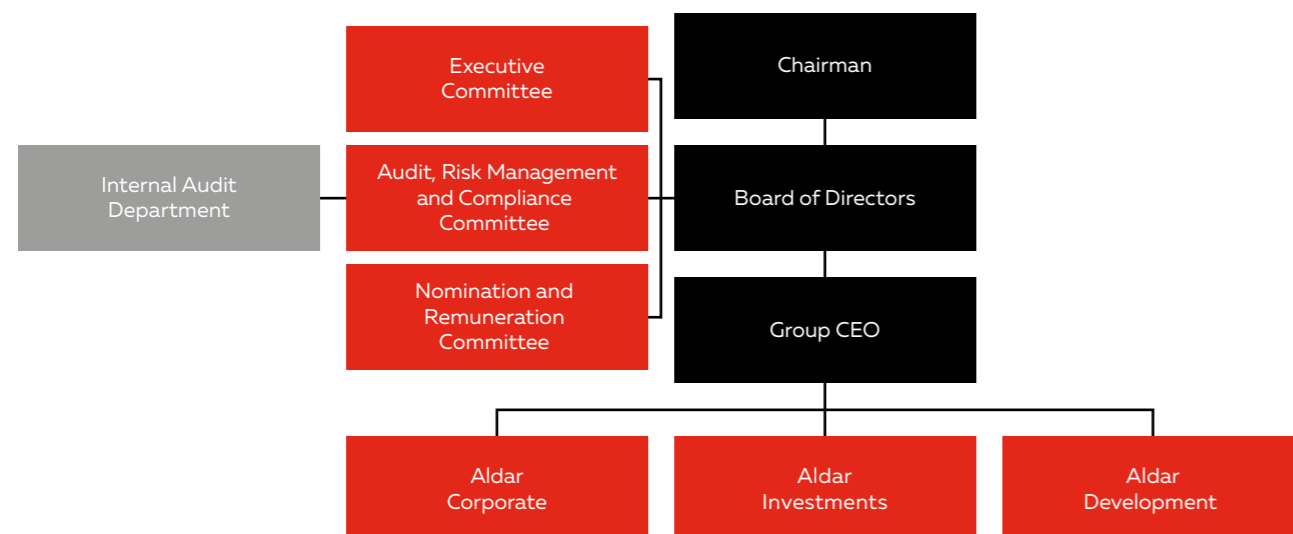 Executive
Committee
Chairman
Internal Audit
Department
Audit, Risk Management
and Compliance
Committee
Board of Directors
Nomination and
Remuneration
Committee
Group CEO
Aldar
Corporate
Aldar
Investments
Aldar
Development